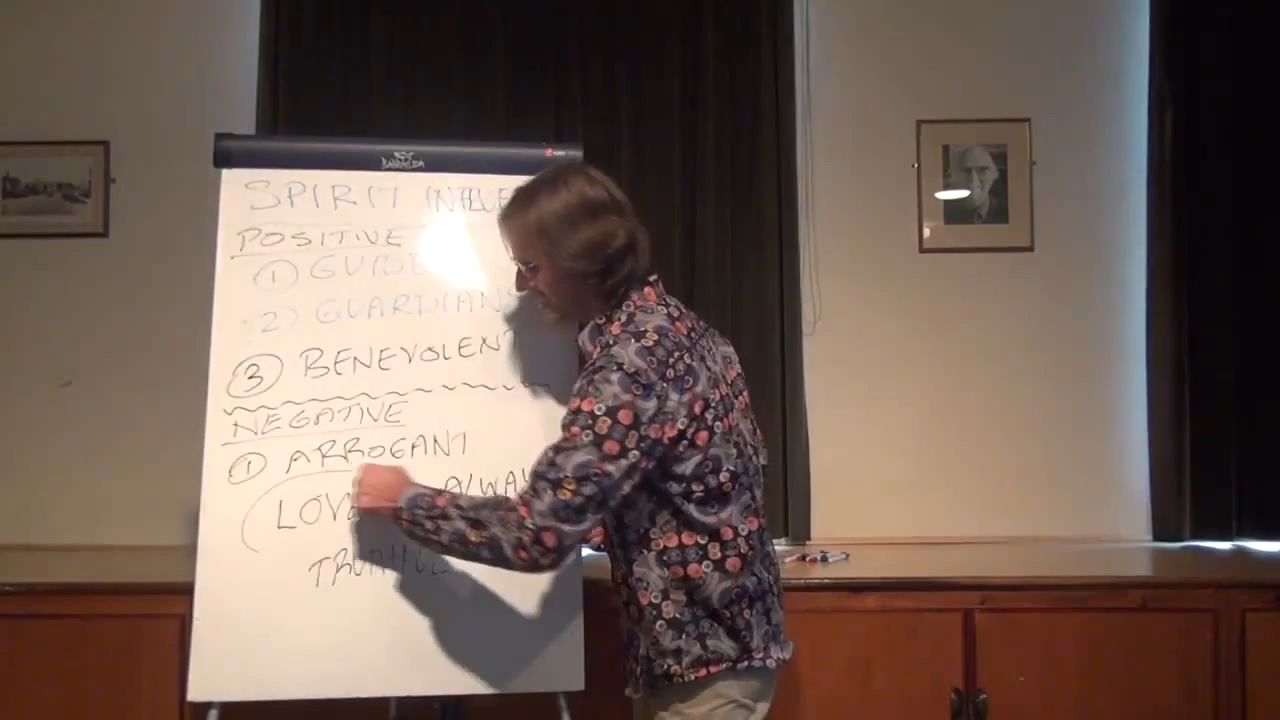 SPIRIT INFLUE
POSITIVE
① GUIDE
(2) GUARDIANS
③ BENEVOLENT
NEGATIVE
① ARROGANT
LOVE ALWAY
TRUTHFUL